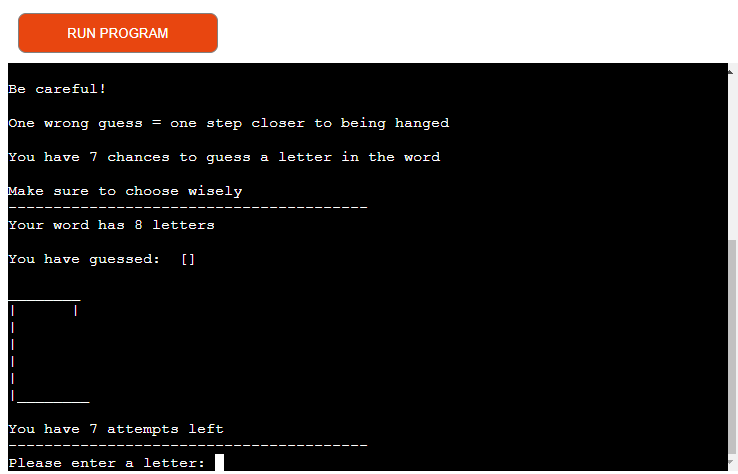 RUN PROGRAM
Be careful!
One wrong guess = one step closer to being hanged
You have 7 chances to guess a letter in the word
Make sure to choose wisely
----------------------------------------
Your word has 8 letters
You have guessed:  []
________
|      |
|
|
|
|
|________
You have 7 attempts left
----------------------------------------
Please enter a letter: